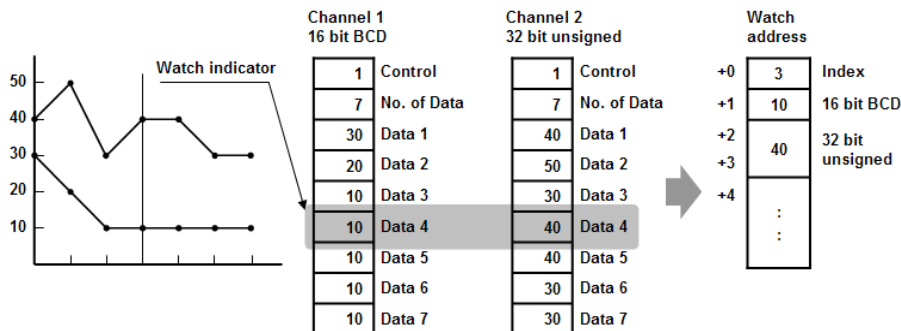 Channel 1
16 bit BCD
Channel 2
32 bit unsigned
Watch
address
Watch indicator
50
40
30
20
10
1 Control
7 No. of Data
30 Data 1
20 Data 2
10 Data 3
10 Data 4
10 Data 5
10 Data 6
10 Data 7
1 Control
7 No. of Data
40 Data 1
50 Data 2
30 Data 3
40 Data 4
40 Data 5
30 Data 6
30 Data 7
+0 3 Index
+1 10 16 bit BCD
+2
+3
40
32 bit
unsigned
+4
:
: